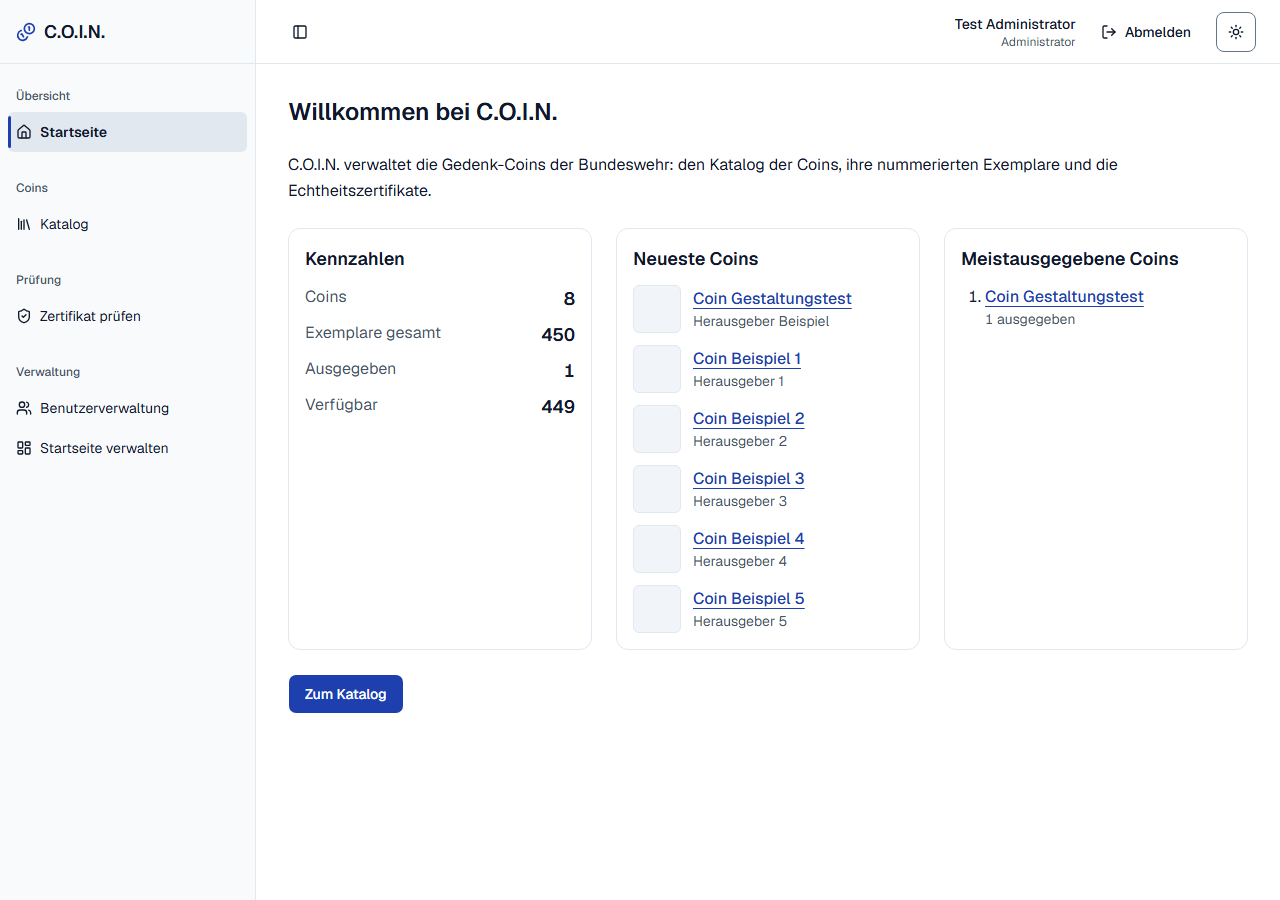 C.O.I.N.
Test Administrator
Administrator
Abmelden
Übersicht
Startseite
Coins
Katalog
Prüfung
Zertifikat prüfen
Verwaltung
Benutzerverwaltung
Startseite verwalten
Willkommen bei C.O.I.N.
C.O.I.N. verwaltet die Gedenk-Coins der Bundeswehr: den Katalog der Coins, ihre nummerierten Exemplare und die
Echtheitszertifikate.
Kennzahlen
Coins 8
Exemplare gesamt 450
Ausgegeben 1
Verfügbar 449
Neueste Coins
Coin Gestaltungstest
Herausgeber Beispiel
Coin Beispiel 1
Herausgeber 1
Coin Beispiel 2
Herausgeber 2
Coin Beispiel 3
Herausgeber 3
Coin Beispiel 4
Herausgeber 4
Coin Beispiel 5
Herausgeber 5
Meistausgegebene Coins
1. Coin Gestaltungstest
1 ausgegeben
Zum Katalog